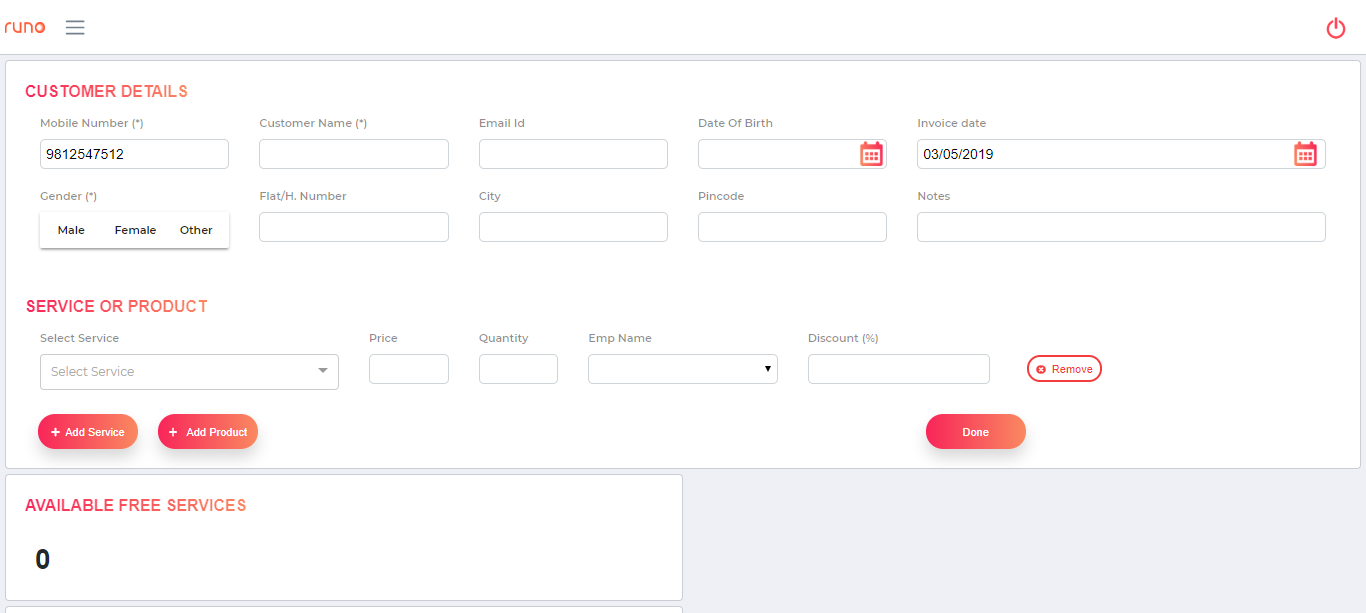 runo
CUSTOMER DETAILS
Mobile Number (*) Customer Name (*) Email Id Date Of Birth Invoice date
9812547512 03/05/2019
Gender (*) Flat/H. Number City Pincode Notes
Male Female Other
SERVICE OR PRODUCT
Select Service Price Quantity Emp Name Discount (%)
Select Service Remove
+ Add Service + Add Product Done
AVAILABLE FREE SERVICES
0